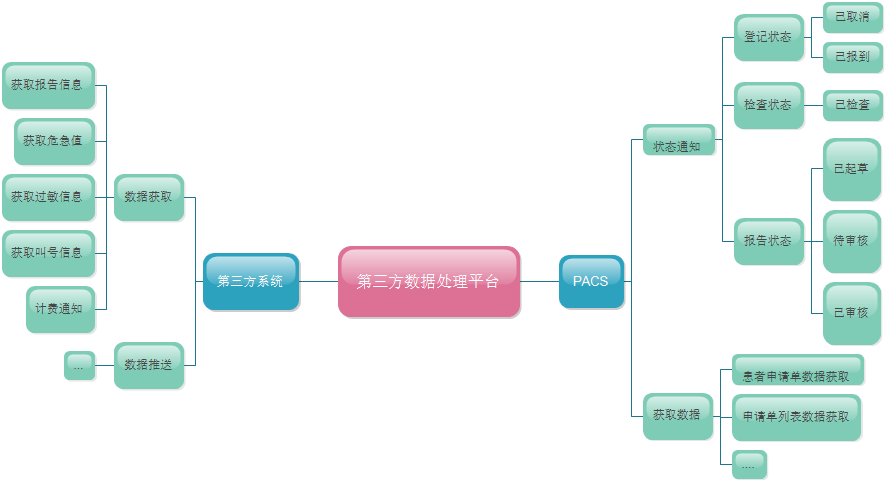 第三方数据处理平台
第三方系统
数据获取
获取报告信息
获取危急值
获取过敏信息
获取叫号信息
计费通知
数据推送
...
PACS
状态通知
登记状态
已取消
已报到
检查状态
已检查
报告状态
已起草
待审核
已审核
获取数据
患者申请单数据获取
申请单列表数据获取
....